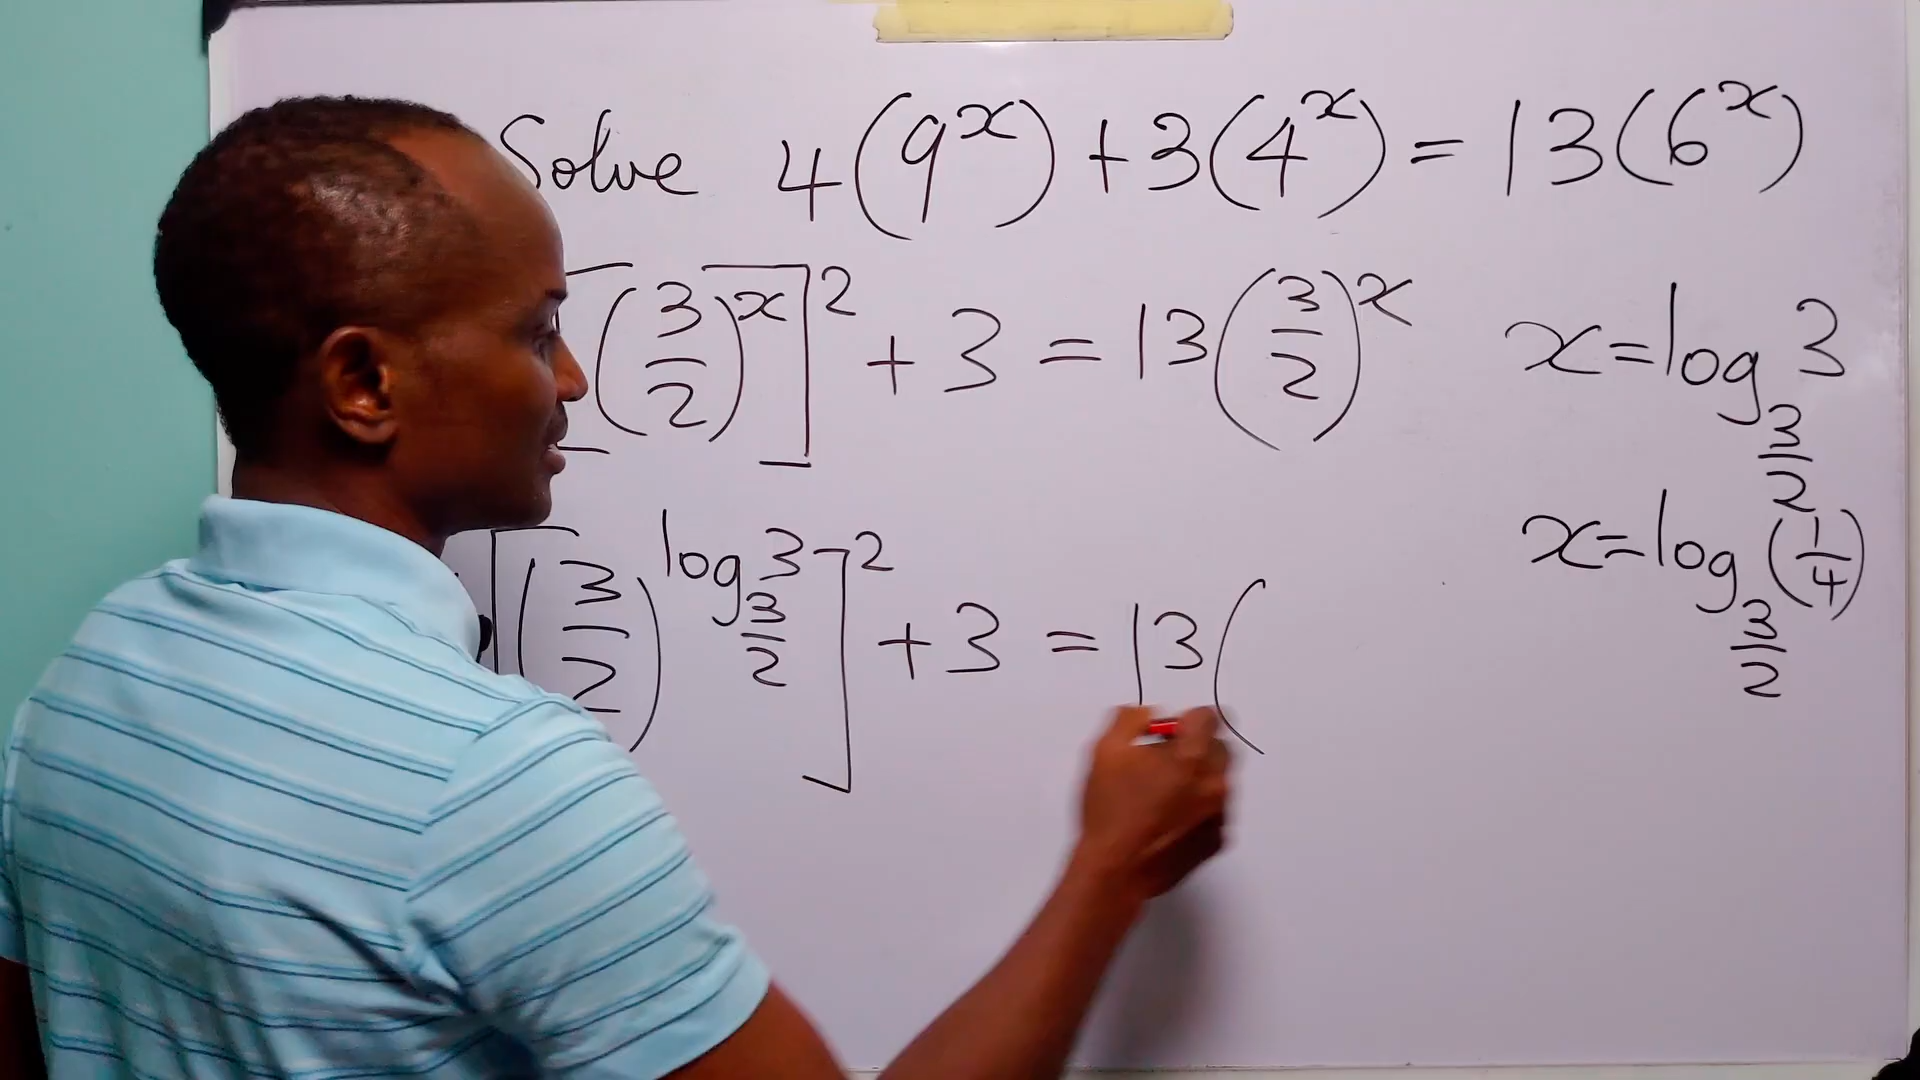 Solve 4(9^x) + 3(4^x) = 13(6^x)
(3/2)^x]^2 + 3 = 13(3/2)^x
x = log_{3/2} 3
x = log_{3/2} (1/4)
[(3/2)^{log_{3/2} 3}]^2 + 3 = 13(